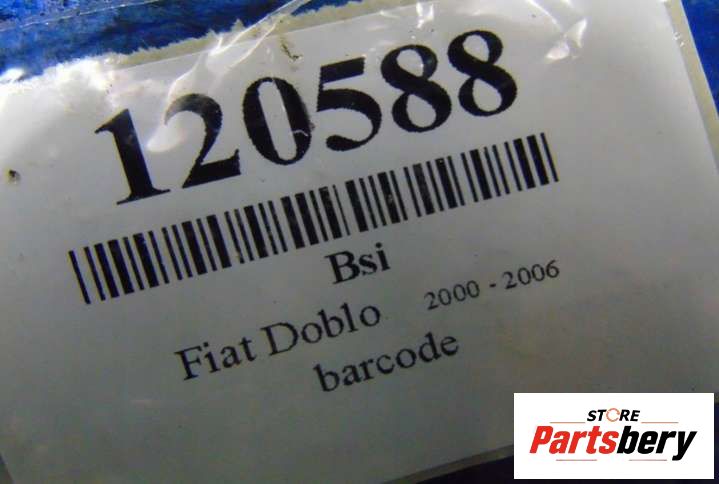 120588
Bsi
Fiat Doblo 2000 - 2006
barcode
STORE
Partsbery